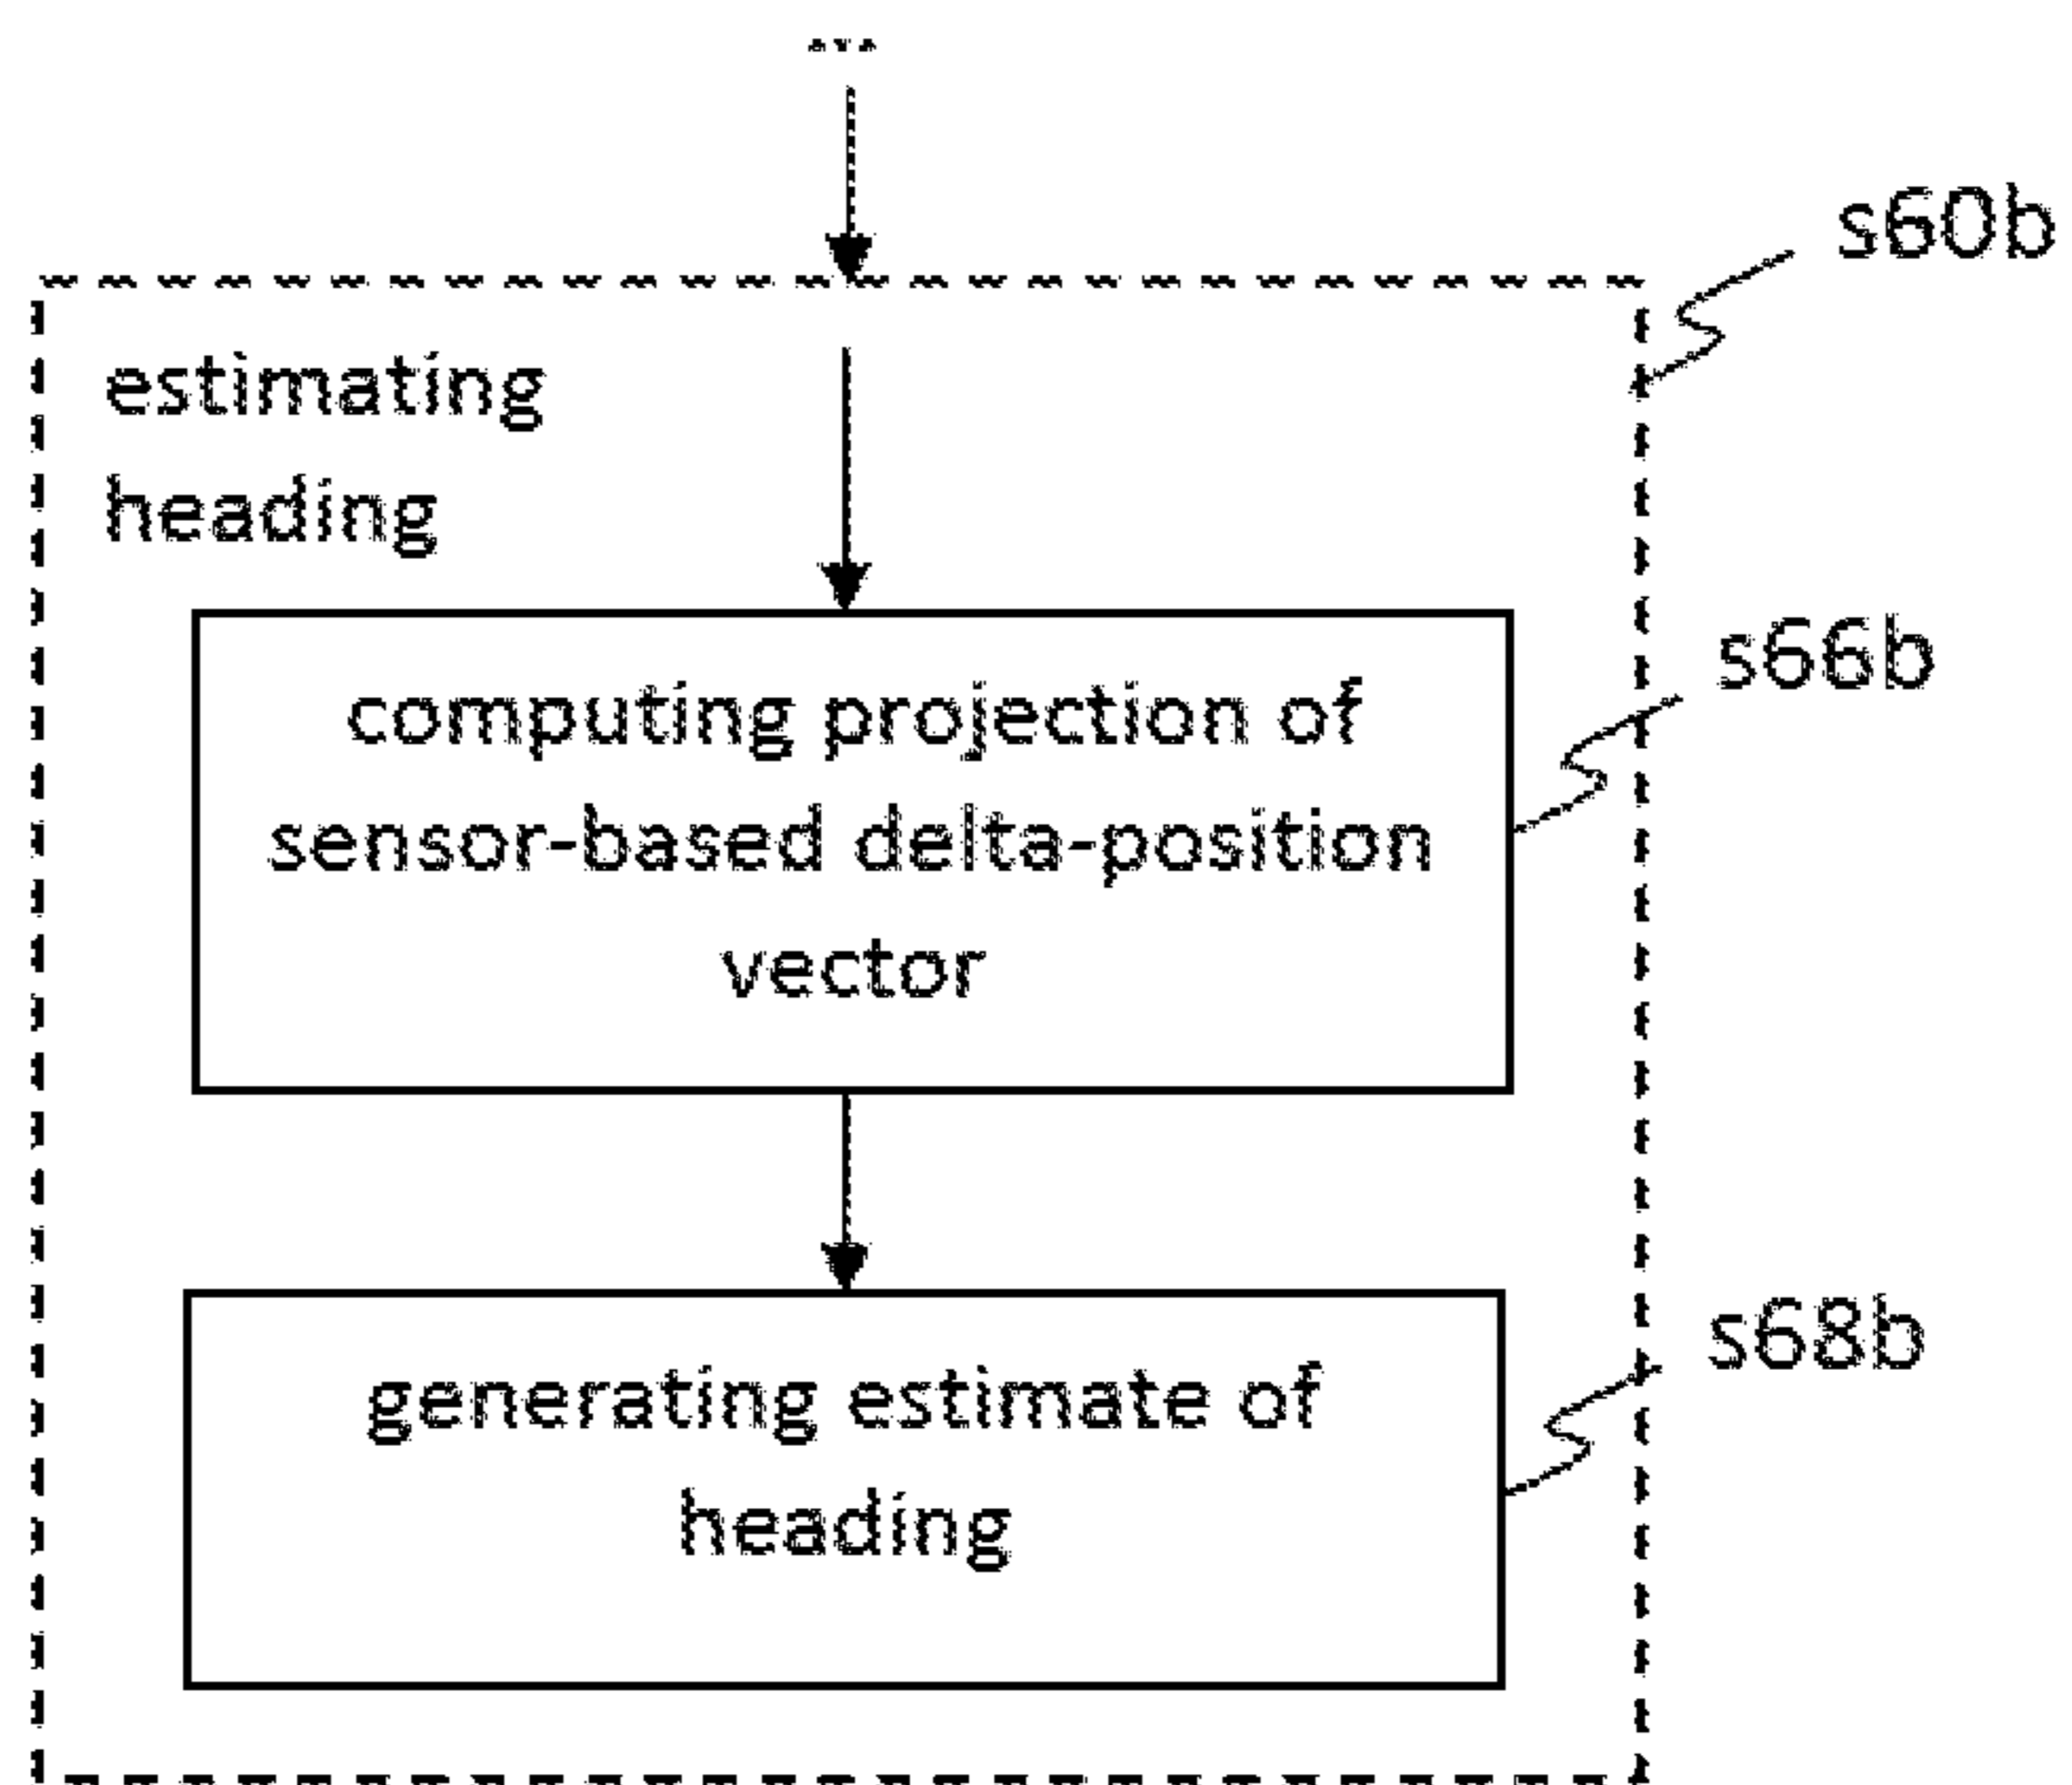 ...
s60b
estimating
heading
s66b
computing projection of
sensor-based delta-position
vector
s68b
generating estimate of
heading